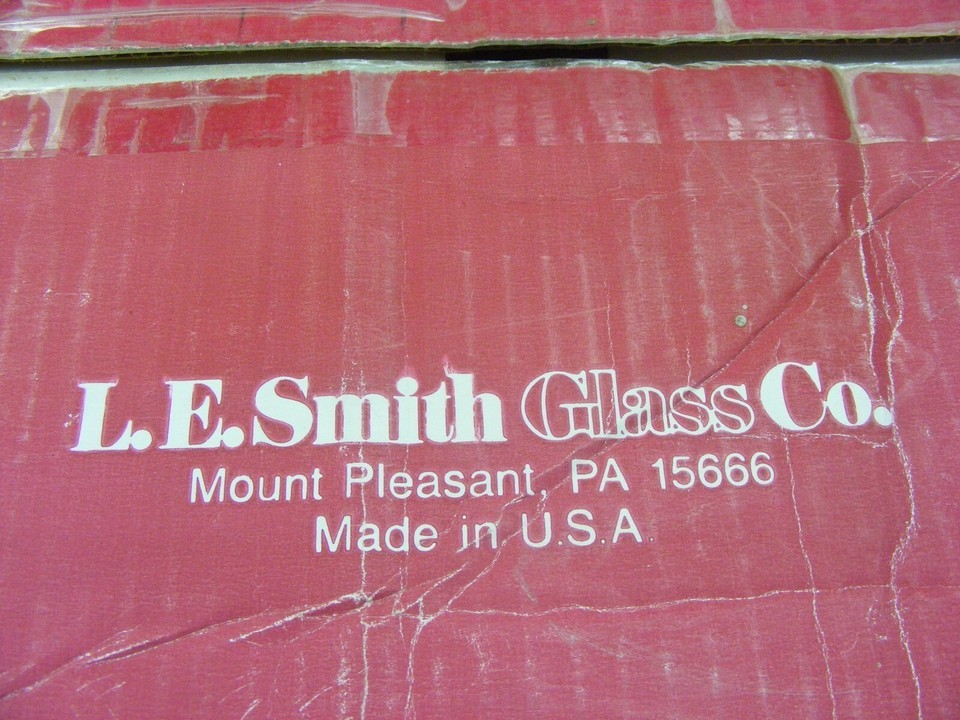 L.E.Smith Glass Co.
Mount Pleasant, PA 15666
Made in U.S.A.